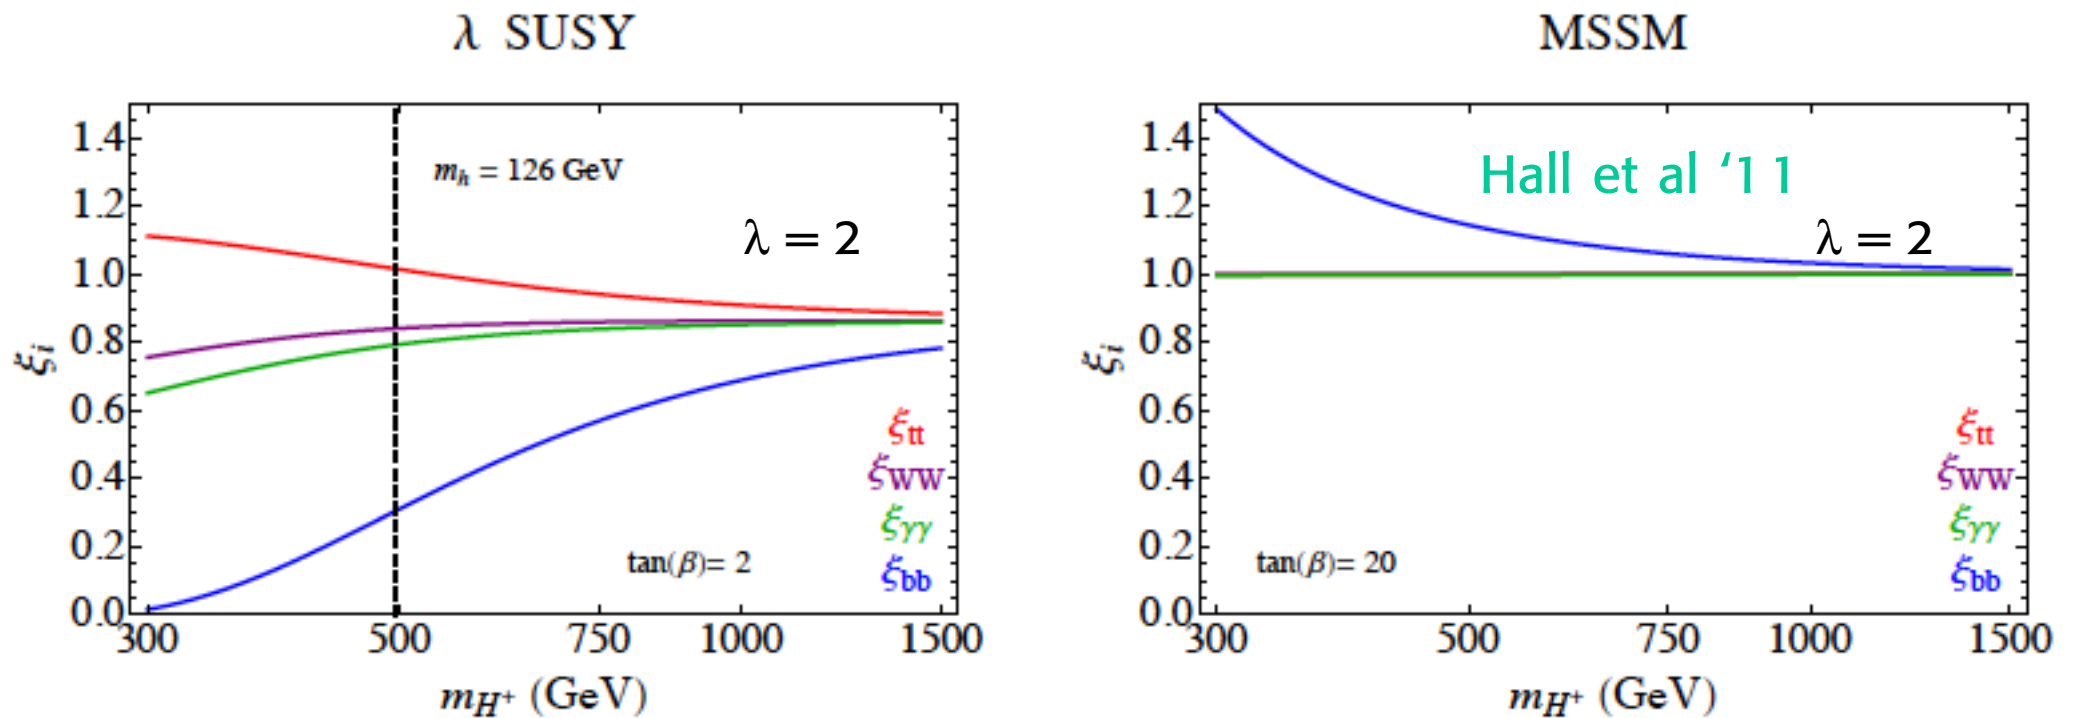 λ SUSY
1.4
1.2
1.0
0.8
0.6
0.4
0.2
0.0
ξi
m_h = 126 GeV
λ = 2
ξtt
ξWW
ξγγ
ξbb
tan(β)= 2
300 500 750 1000 1500
m_H+ (GeV)
MSSM
1.4
1.2
1.0
0.8
0.6
0.4
0.2
0.0
ξi
Hall et al ‘11
λ = 2
ξtt
ξWW
ξγγ
ξbb
tan(β)= 20
300 500 750 1000 1500
m_H+ (GeV)